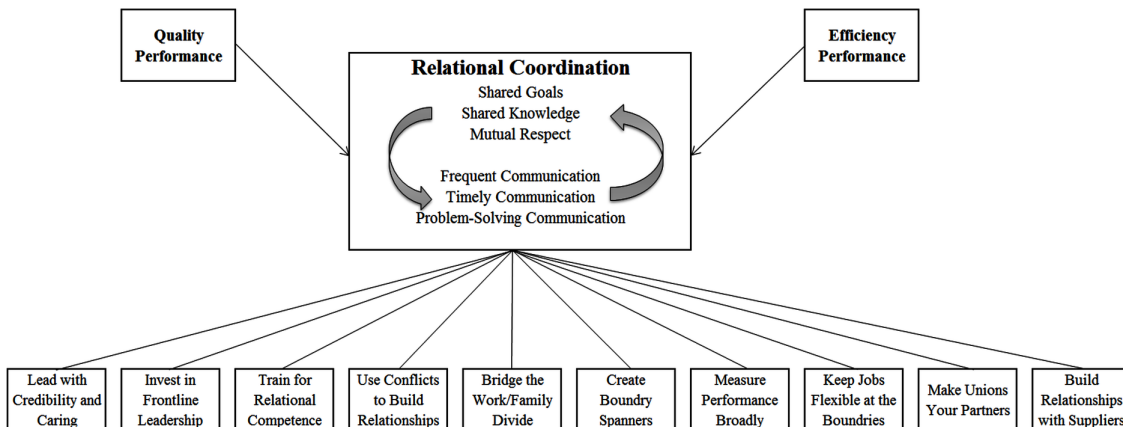 Quality
Performance
Efficiency
Performance
Relational Coordination
Shared Goals
Shared Knowledge
Mutual Respect
Frequent Communication
Timely Communication
Problem-Solving Communication
Lead with
Credibility and
Caring
Invest in
Frontline
Leadership
Train for
Relational
Competence
Use Conflicts
to Build
Relationships
Bridge the
Work/Family
Divide
Create
Boundry
Spanners
Measure
Performance
Broadly
Keep Jobs
Flexible at the
Boundries
Make Unions
Your Partners
Build
Relationships
with Suppliers